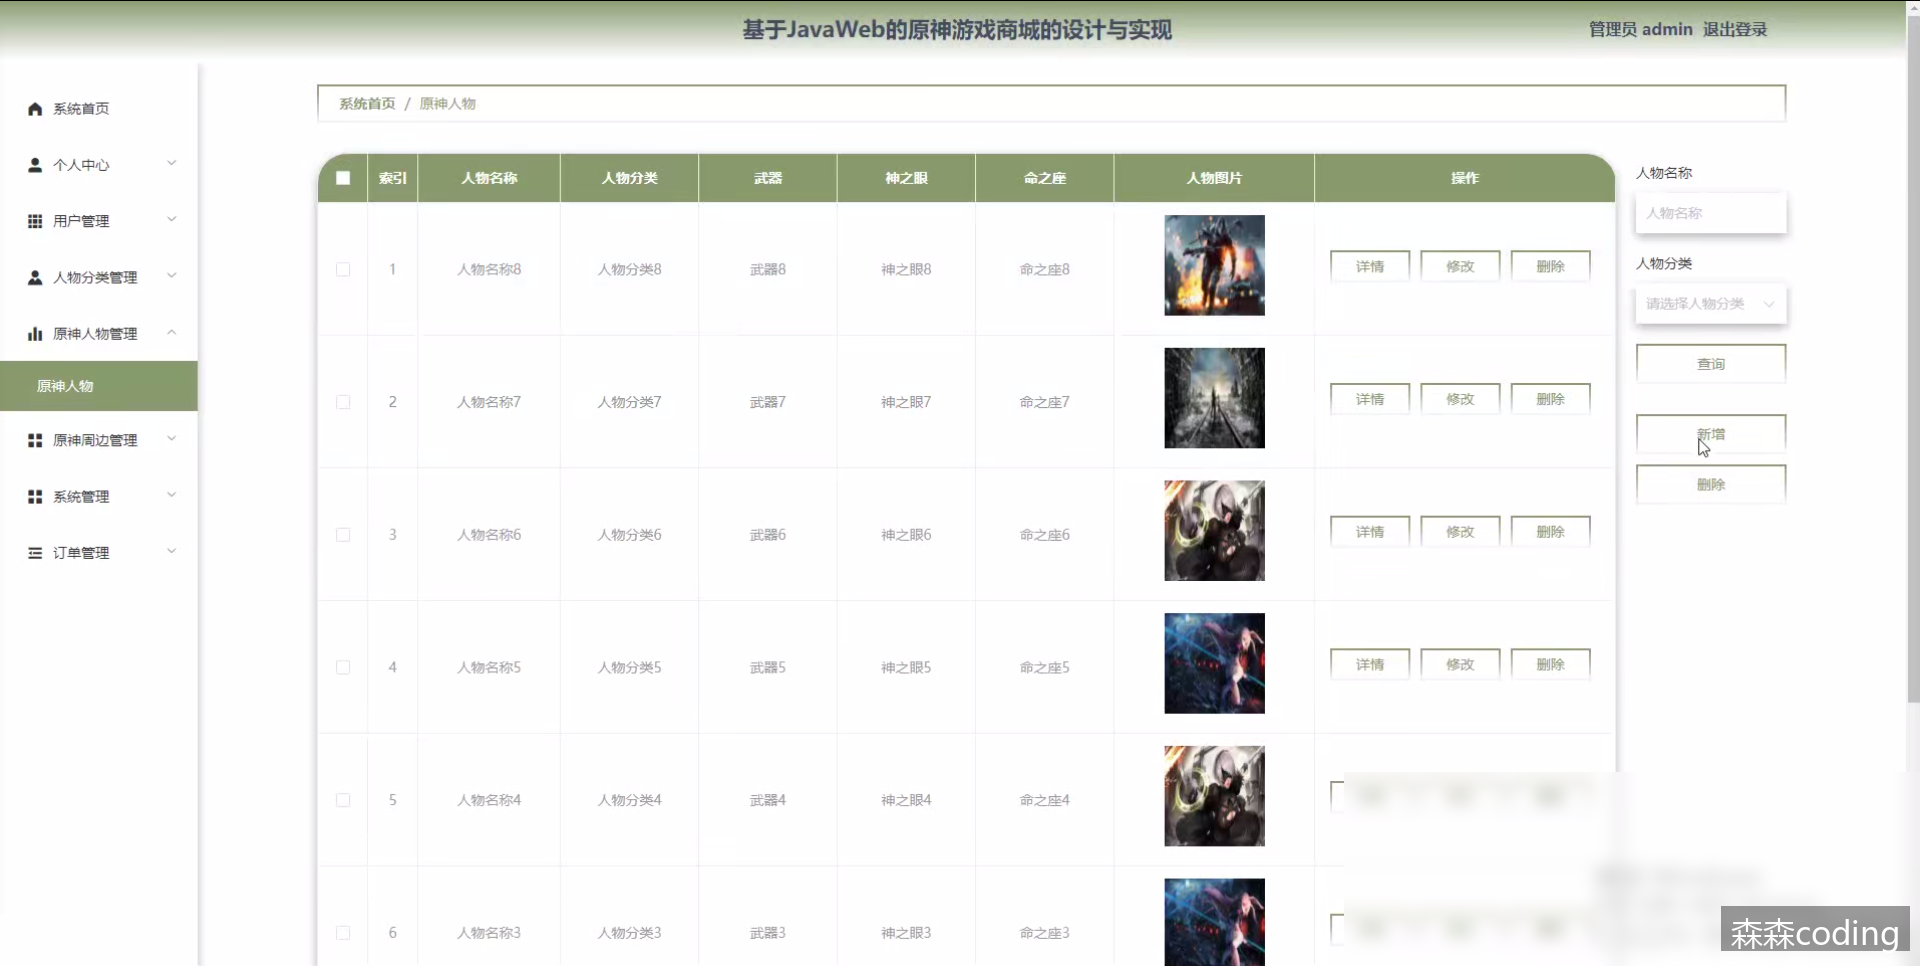 基于JavaWeb的原神游戏商城的设计与实现
管理员 admin 退出登录
系统首页
个人中心
用户管理
人物分类管理
原神人物管理
原神人物
原神周边管理
系统管理
订单管理
系统首页 / 原神人物
索引 人物名称 人物分类 武器 神之眼 命之座 人物图片 操作
1 人物名称8 人物分类8 武器8 神之眼8 命之座8 详情 修改 删除
2 人物名称7 人物分类7 武器7 神之眼7 命之座7 详情 修改 删除
3 人物名称6 人物分类6 武器6 神之眼6 命之座6 详情 修改 删除
4 人物名称5 人物分类5 武器5 神之眼5 命之座5 详情 修改 删除
5 人物名称4 人物分类4 武器4 神之眼4 命之座4
6 人物名称3 人物分类3 武器3 神之眼3 命之座3
人物名称
人物名称
人物分类
请选择人物分类
查询
新增
删除
森森coding